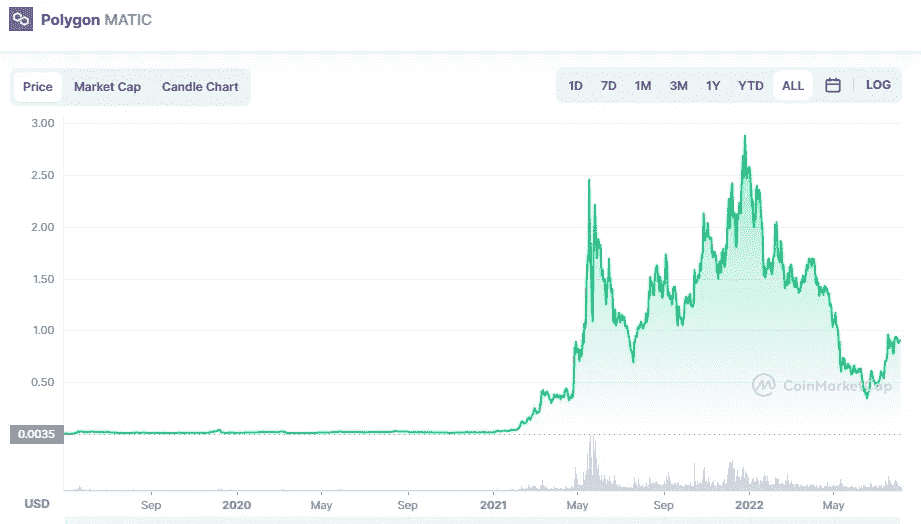 Polygon MATIC
Price Market Cap Candle Chart 1D 7D 1M 3M 1Y YTD ALL LOG
3.00
2.50
2.00
1.50
1.00
0.50
CoinMarketCap
0.0035
USD Sep 2020 May Sep 2021 May Sep 2022 May